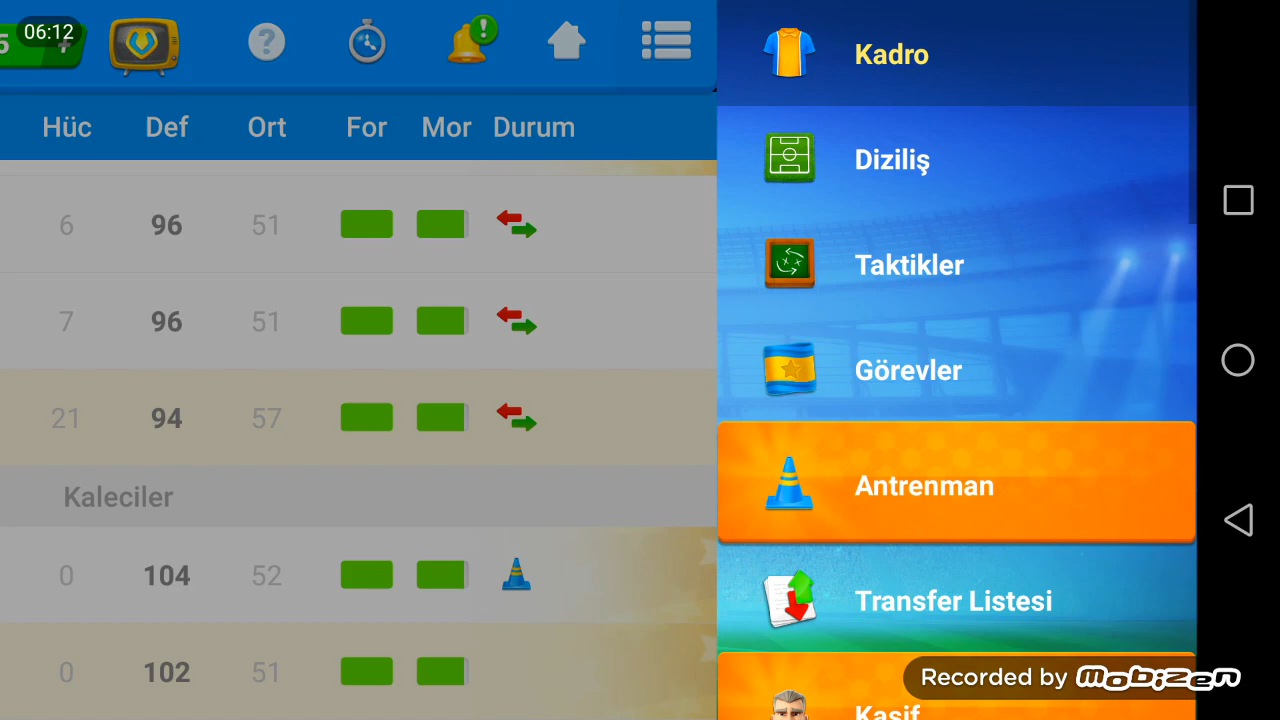 5
06:12
+
?
!
Hüc Def Ort For Mor Durum
6 96 51
7 96 51
21 94 57
Kaleciler
0 104 52
0 102 51
Kadro
Diziliş
Taktikler
Görevler
Antrenman
Transfer Listesi
Kaşif
Recorded by mobizen